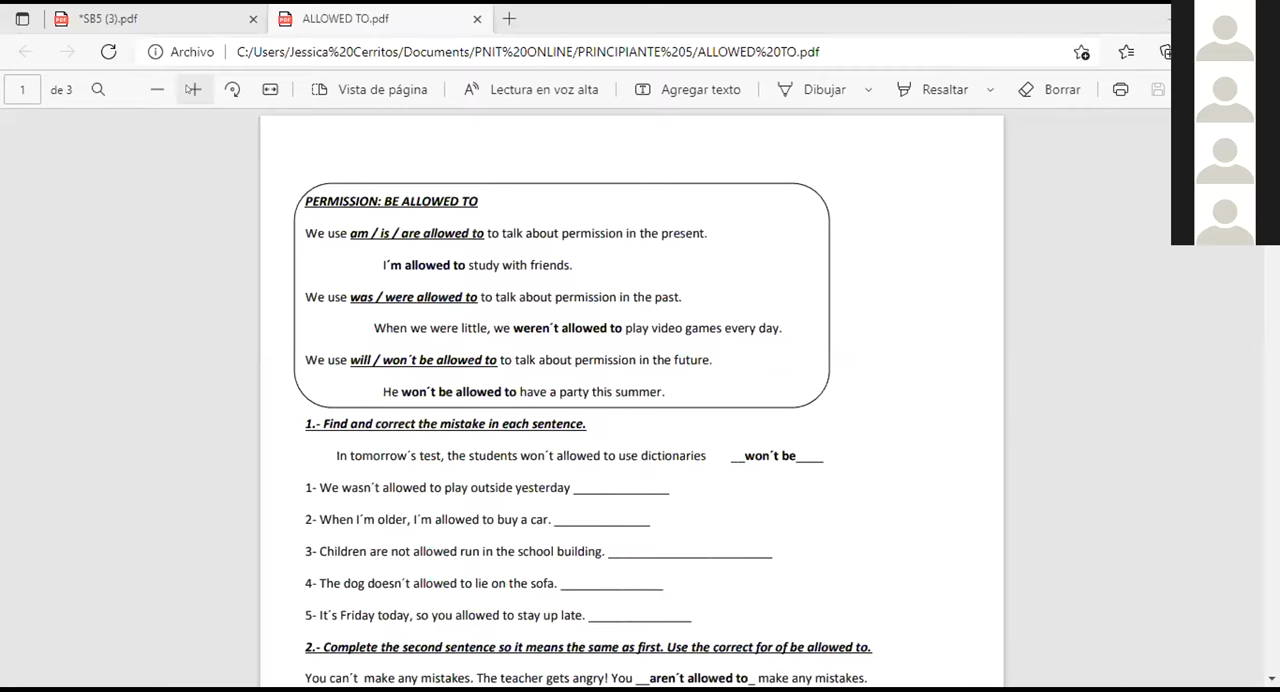 *SB5 (3).pdf
ALLOWED TO.pdf
Archivo
C:/Users/Jessica%20Cerritos/Documents/PNIT%20ONLINE/PRINCIPIANTE%205/ALLOWED%20TO.pdf
1 de 3
Vista de página
Lectura en voz alta
Agregar texto
Dibujar
Resaltar
Borrar
PERMISSION: BE ALLOWED TO
We use am / is / are allowed to to talk about permission in the present.
I´m allowed to study with friends.
We use was / were allowed to to talk about permission in the past.
When we were little, we weren´t allowed to play video games every day.
We use will / won´t be allowed to to talk about permission in the future.
He won´t be allowed to have a party this summer.
1.- Find and correct the mistake in each sentence.
In tomorrow´s test, the students won´t allowed to use dictionaries __won´t be____
1- We wasn´t allowed to play outside yesterday ______________
2- When I´m older, I´m allowed to buy a car. ______________
3- Children are not allowed run in the school building. ________________________
4- The dog doesn´t allowed to lie on the sofa. _______________
5- It´s Friday today, so you allowed to stay up late. _______________
2.- Complete the second sentence so it means the same as first. Use the correct for of be allowed to.
You can´t make any mistakes. The teacher gets angry! You __aren´t allowed to_ make any mistakes.